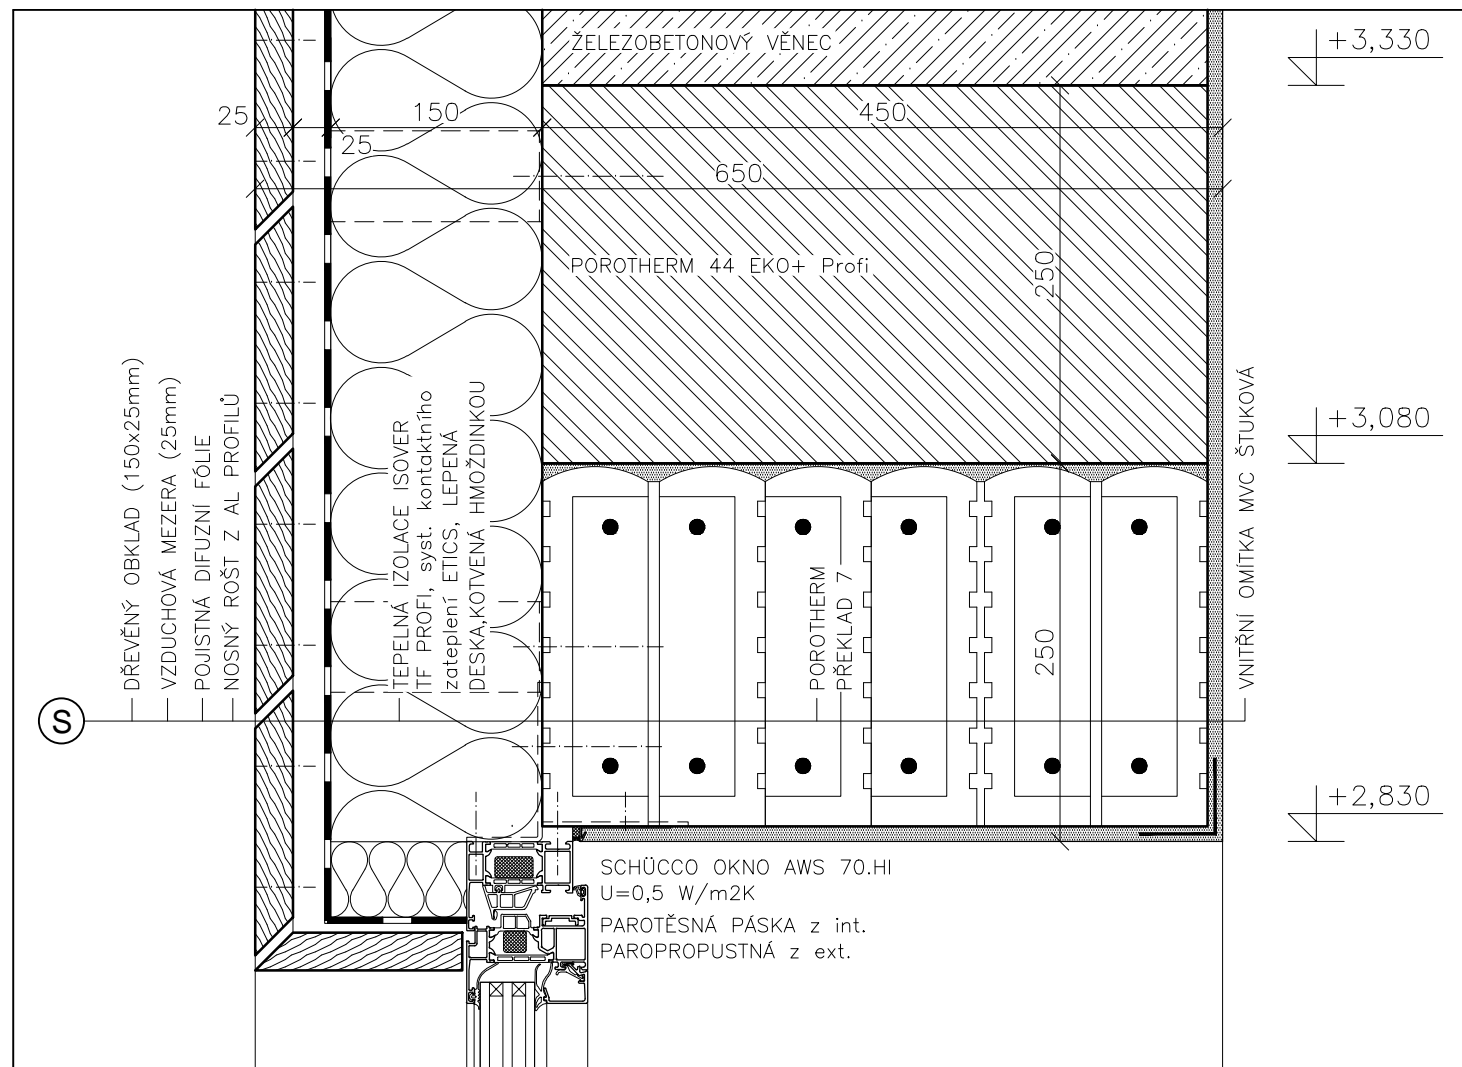 ŽELEZOBETONOVÝ VĚNEC
+3,330
25
150
450
25
650
POROTHERM 44 EKO+ Profi
250
+3,080
DŘEVĚNÝ OBKLAD (150x25mm)
VZDUCHOVÁ MEZERA (25mm)
POJISTNÁ DIFUZNÍ FÓLIE
NOSNÝ ROŠT Z AL PROFILŮ
TEPELNÁ IZOLACE ISOVER
TF PROFI, syst. kontaktního
zateplení ETICS, LEPENÁ
DESKA,KOTVENÁ HMOŽDINKOU
POROTHERM
PŘEKLAD 7
250
VNITŘNÍ OMÍTKA MVC ŠTUKOVÁ
S
+2,830
SCHÜCCO OKNO AWS 70.HI
U=0,5 W/m2K
PAROTĚSNÁ PÁSKA z int.
PAROPROPUSTNÁ z ext.